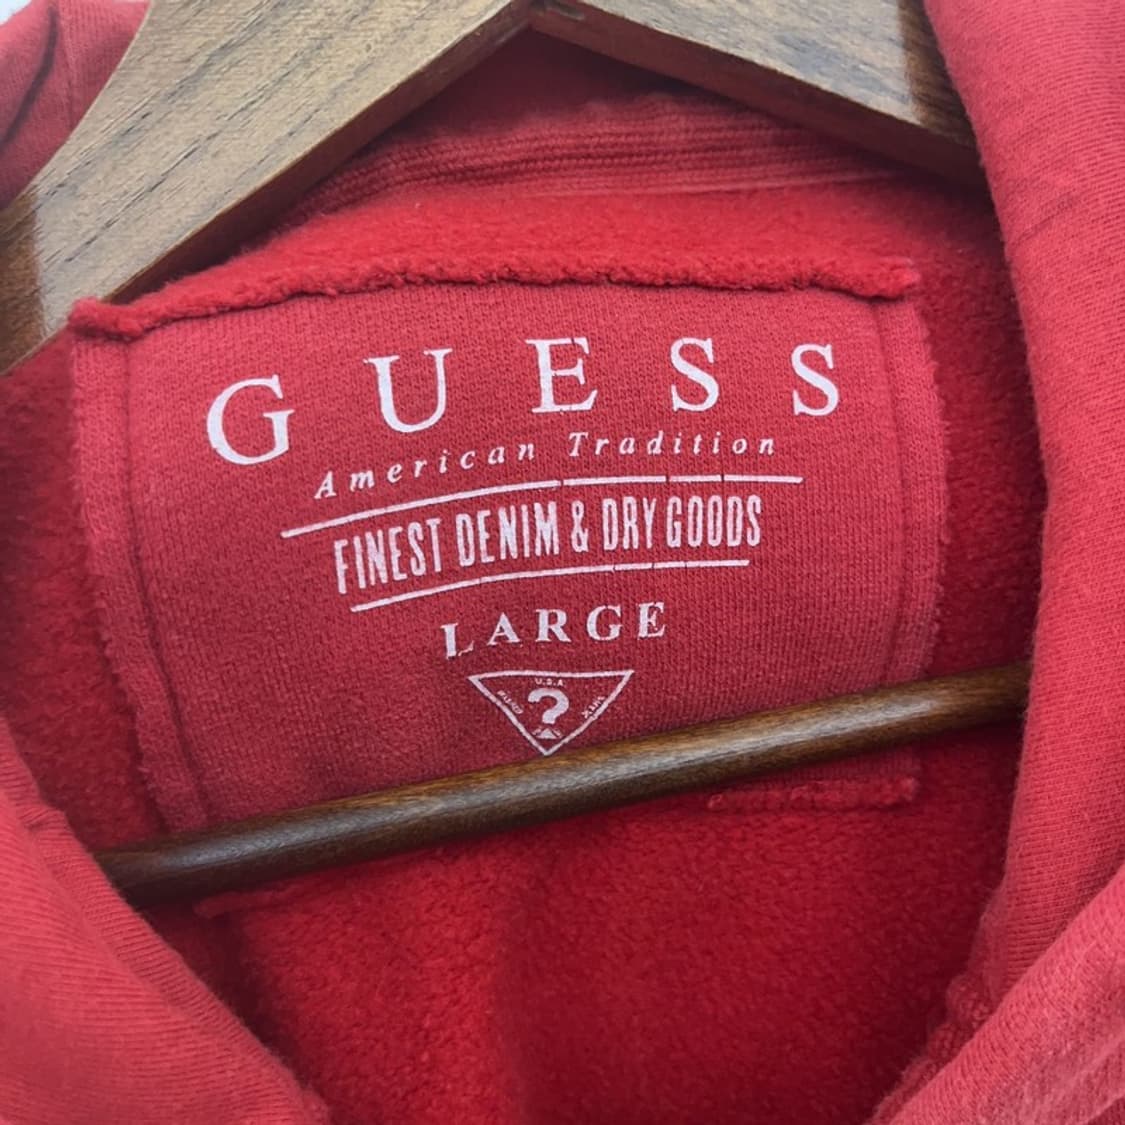 GUESS
American Tradition
FINEST DENIM & DRY GOODS
LARGE
U.S.A
?